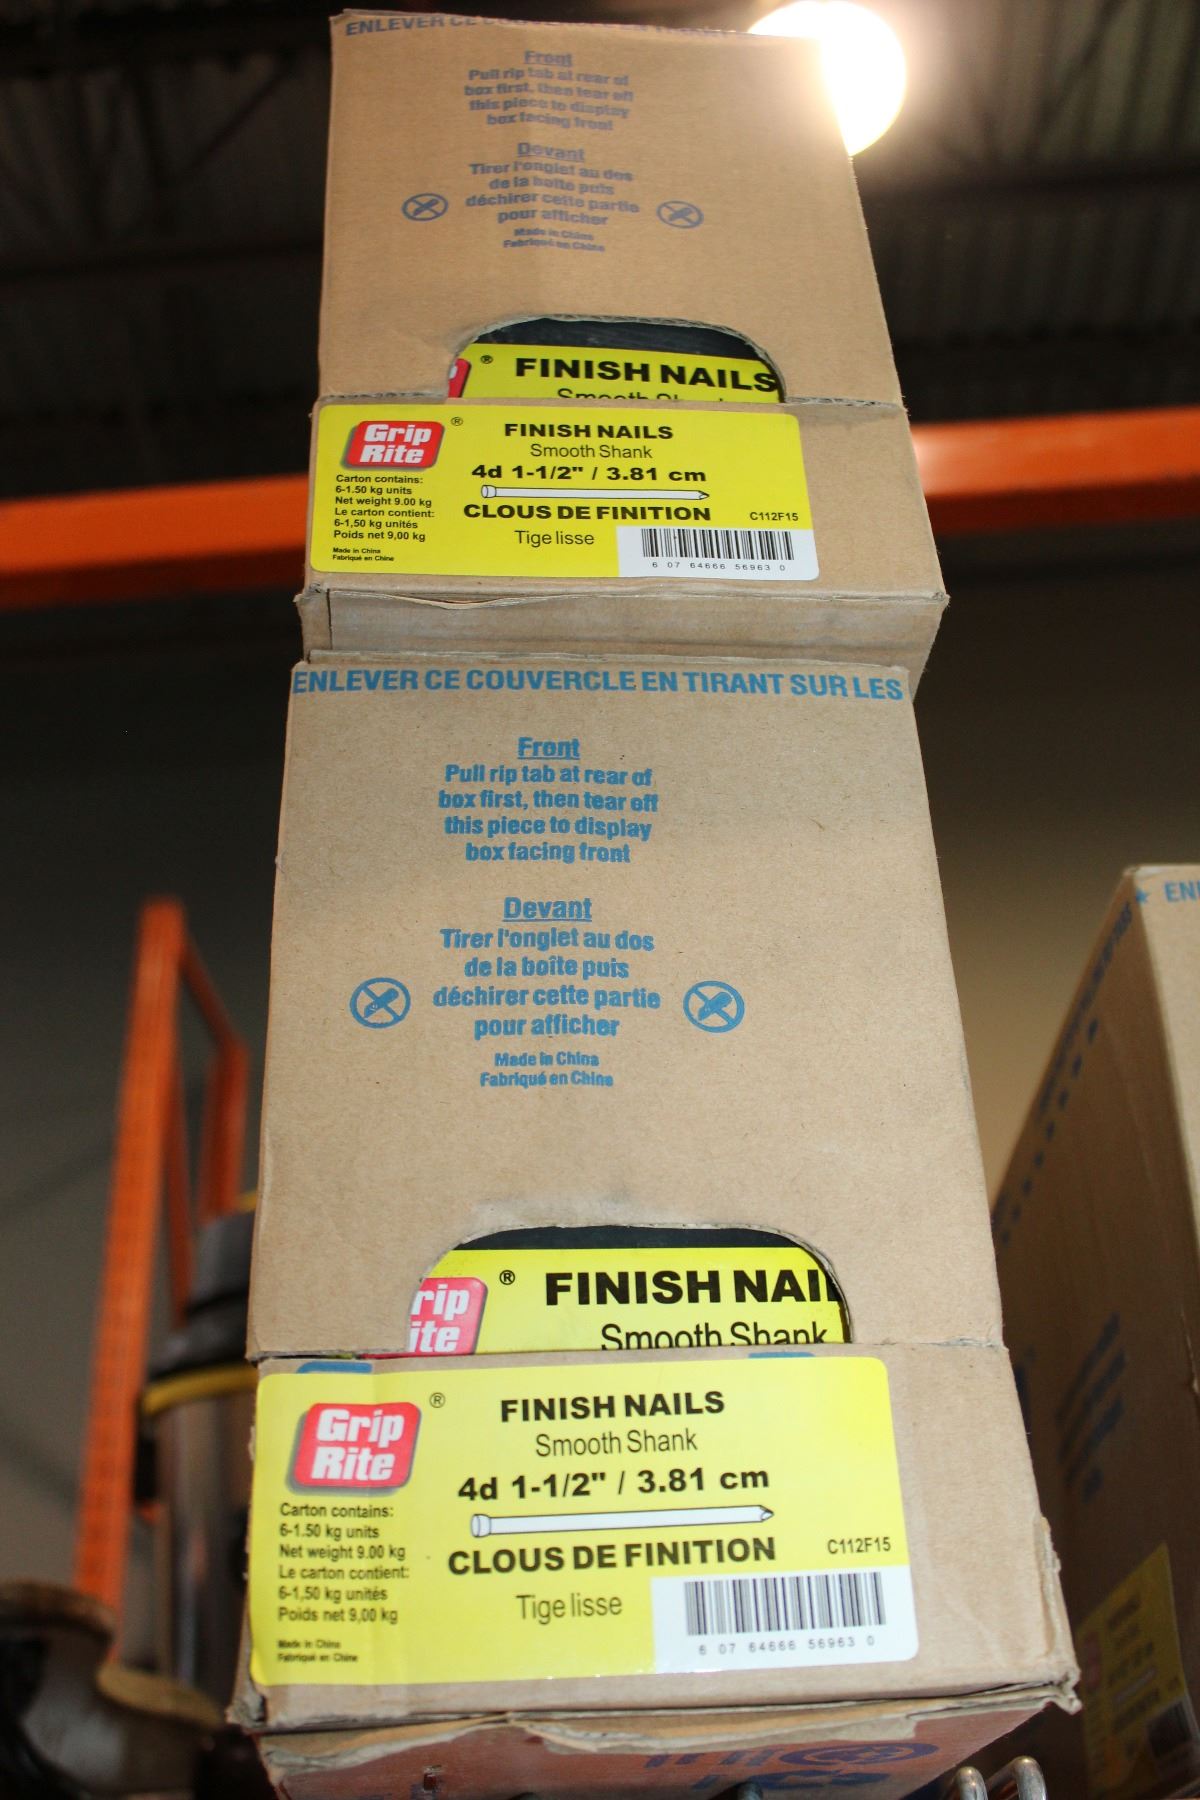 ENLEVER CE
Front
Pull rip tab at rear of
box first, then tear off
this piece to display
box facing front
Devant
Tirer l'onglet au dos
de la boîte puis
déchirer cette partie
pour afficher
Made in China
Fabriqué en Chine
® FINISH NAILS
Smooth
Grip
Rite
®
FINISH NAILS
Smooth Shank
4d 1-1/2" / 3.81 cm
Carton contains:
6-1.50 kg units
Net weight 9.00 kg
Le carton contient:
6-1,50 kg unités
Poids net 9,00 kg
Made in China
Fabriqué en Chine
CLOUS DE FINITION
C112F15
Tige lisse
6 07 64666 56963 0
ENLEVER CE COUVERCLE EN TIRANT SUR LES
Front
Pull rip tab at rear of
box first, then tear off
this piece to display
box facing front
Devant
Tirer l'onglet au dos
de la boîte puis
déchirer cette partie
pour afficher
Made in China
Fabriqué en Chine
rip
ite
® FINISH NAI
Smooth Shank
Grip
Rite
®
FINISH NAILS
Smooth Shank
4d 1-1/2" / 3.81 cm
Carton contains:
6-1.50 kg units
Net weight 9.00 kg
Le carton contient:
6-1,50 kg unités
Poids net 9,00 kg
Made in China
Fabriqué en Chine
CLOUS DE FINITION
C112F15
Tige lisse
6 07 64666 56963 0
ENL